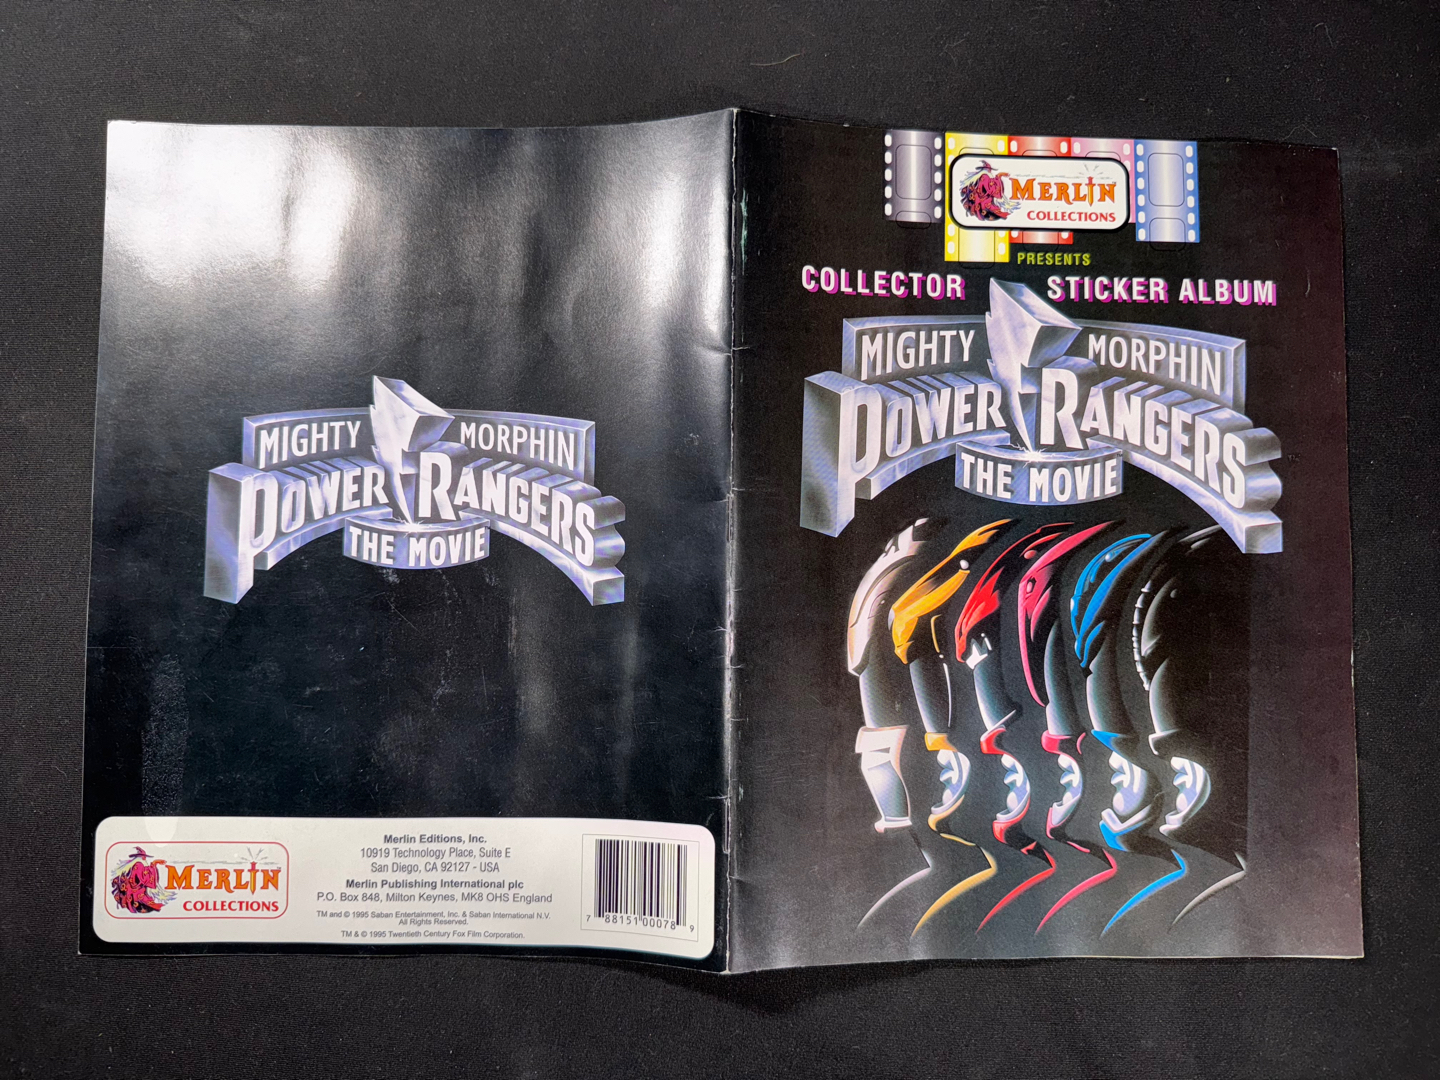 MIGHTY MORPHIN
POWER RANGERS
THE MOVIE
MERLIN
COLLECTIONS
Merlin Editions, Inc.
10919 Technology Place, Suite E
San Diego, CA 92127 - USA
Merlin Publishing International plc
P.O. Box 848, Milton Keynes, MK8 OHS England
TM and © 1995 Saban Entertainment, Inc. & Saban International N.V.
All Rights Reserved.
TM & © 1995 Twentieth Century Fox Film Corporation.
7 88151 00078 9
MERLIN
COLLECTIONS
PRESENTS
COLLECTOR STICKER ALBUM
MIGHTY MORPHIN
POWER RANGERS
THE MOVIE